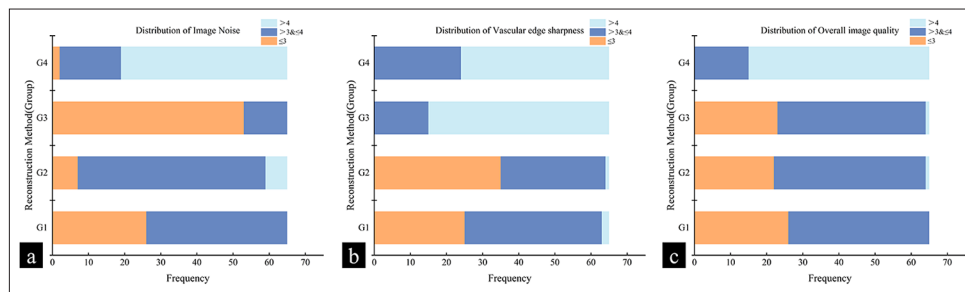 Distribution of Image Noise
>4
>3&≤4
≤3
Reconstruction Method(Group)
G4
G3
G2
G1
0 10 20 30 40 50 60 70
Frequency
a
Distribution of Vascular edge sharpness
>4
>3&≤4
≤3
Reconstruction Method(Group)
G4
G3
G2
G1
0 10 20 30 40 50 60 70
Frequency
b
Distribution of Overall image quality
>4
>3&≤4
≤3
Reconstruction Method(Group)
G4
G3
G2
G1
0 10 20 30 40 50 60 70
Frequency
c